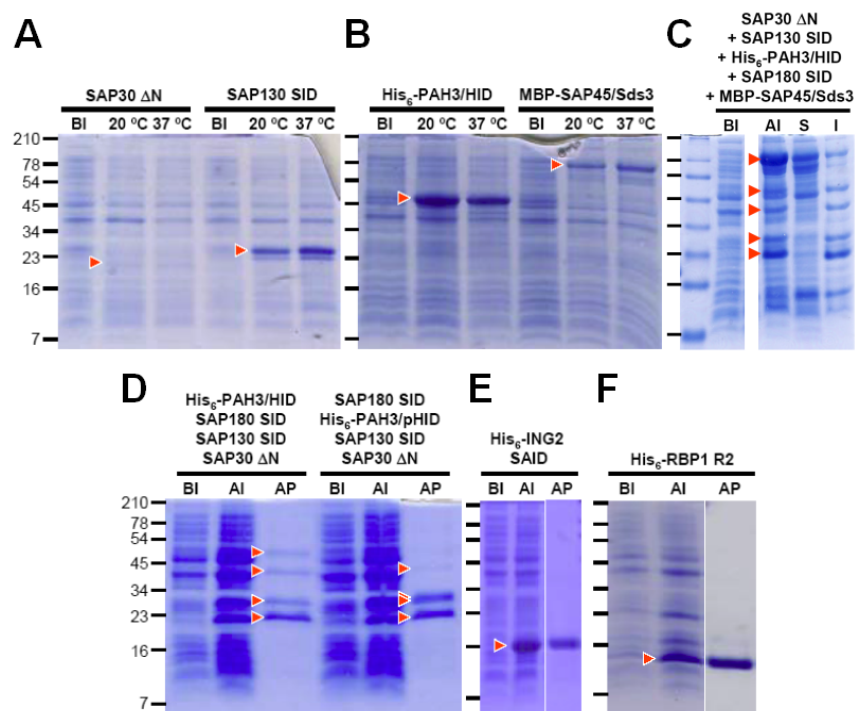 A
SAP30 ΔN SAP130 SID
BI 20 ºC 37 ºC 20 ºC 37 ºC
210
78
54
45
34
23
16
7
B
His6-PAH3/HID MBP-SAP45/Sds3
BI 20 ºC 37 ºC BI 20 ºC 37 ºC
C
SAP30 ΔN
+ SAP130 SID
+ His6-PAH3/HID
+ SAP180 SID
+ MBP-SAP45/Sds3
BI AI S I
D
His6-PAH3/HID
SAP180 SID
SAP130 SID
SAP30 ΔN
SAP180 SID
His6-PAH3/pHID
SAP130 SID
SAP30 ΔN
BI AI AP BI AI AP
210
78
54
45
34
23
16
7
E
His6-ING2
SAID
BI AI AP
F
His6-RBP1 R2
BI AI AP